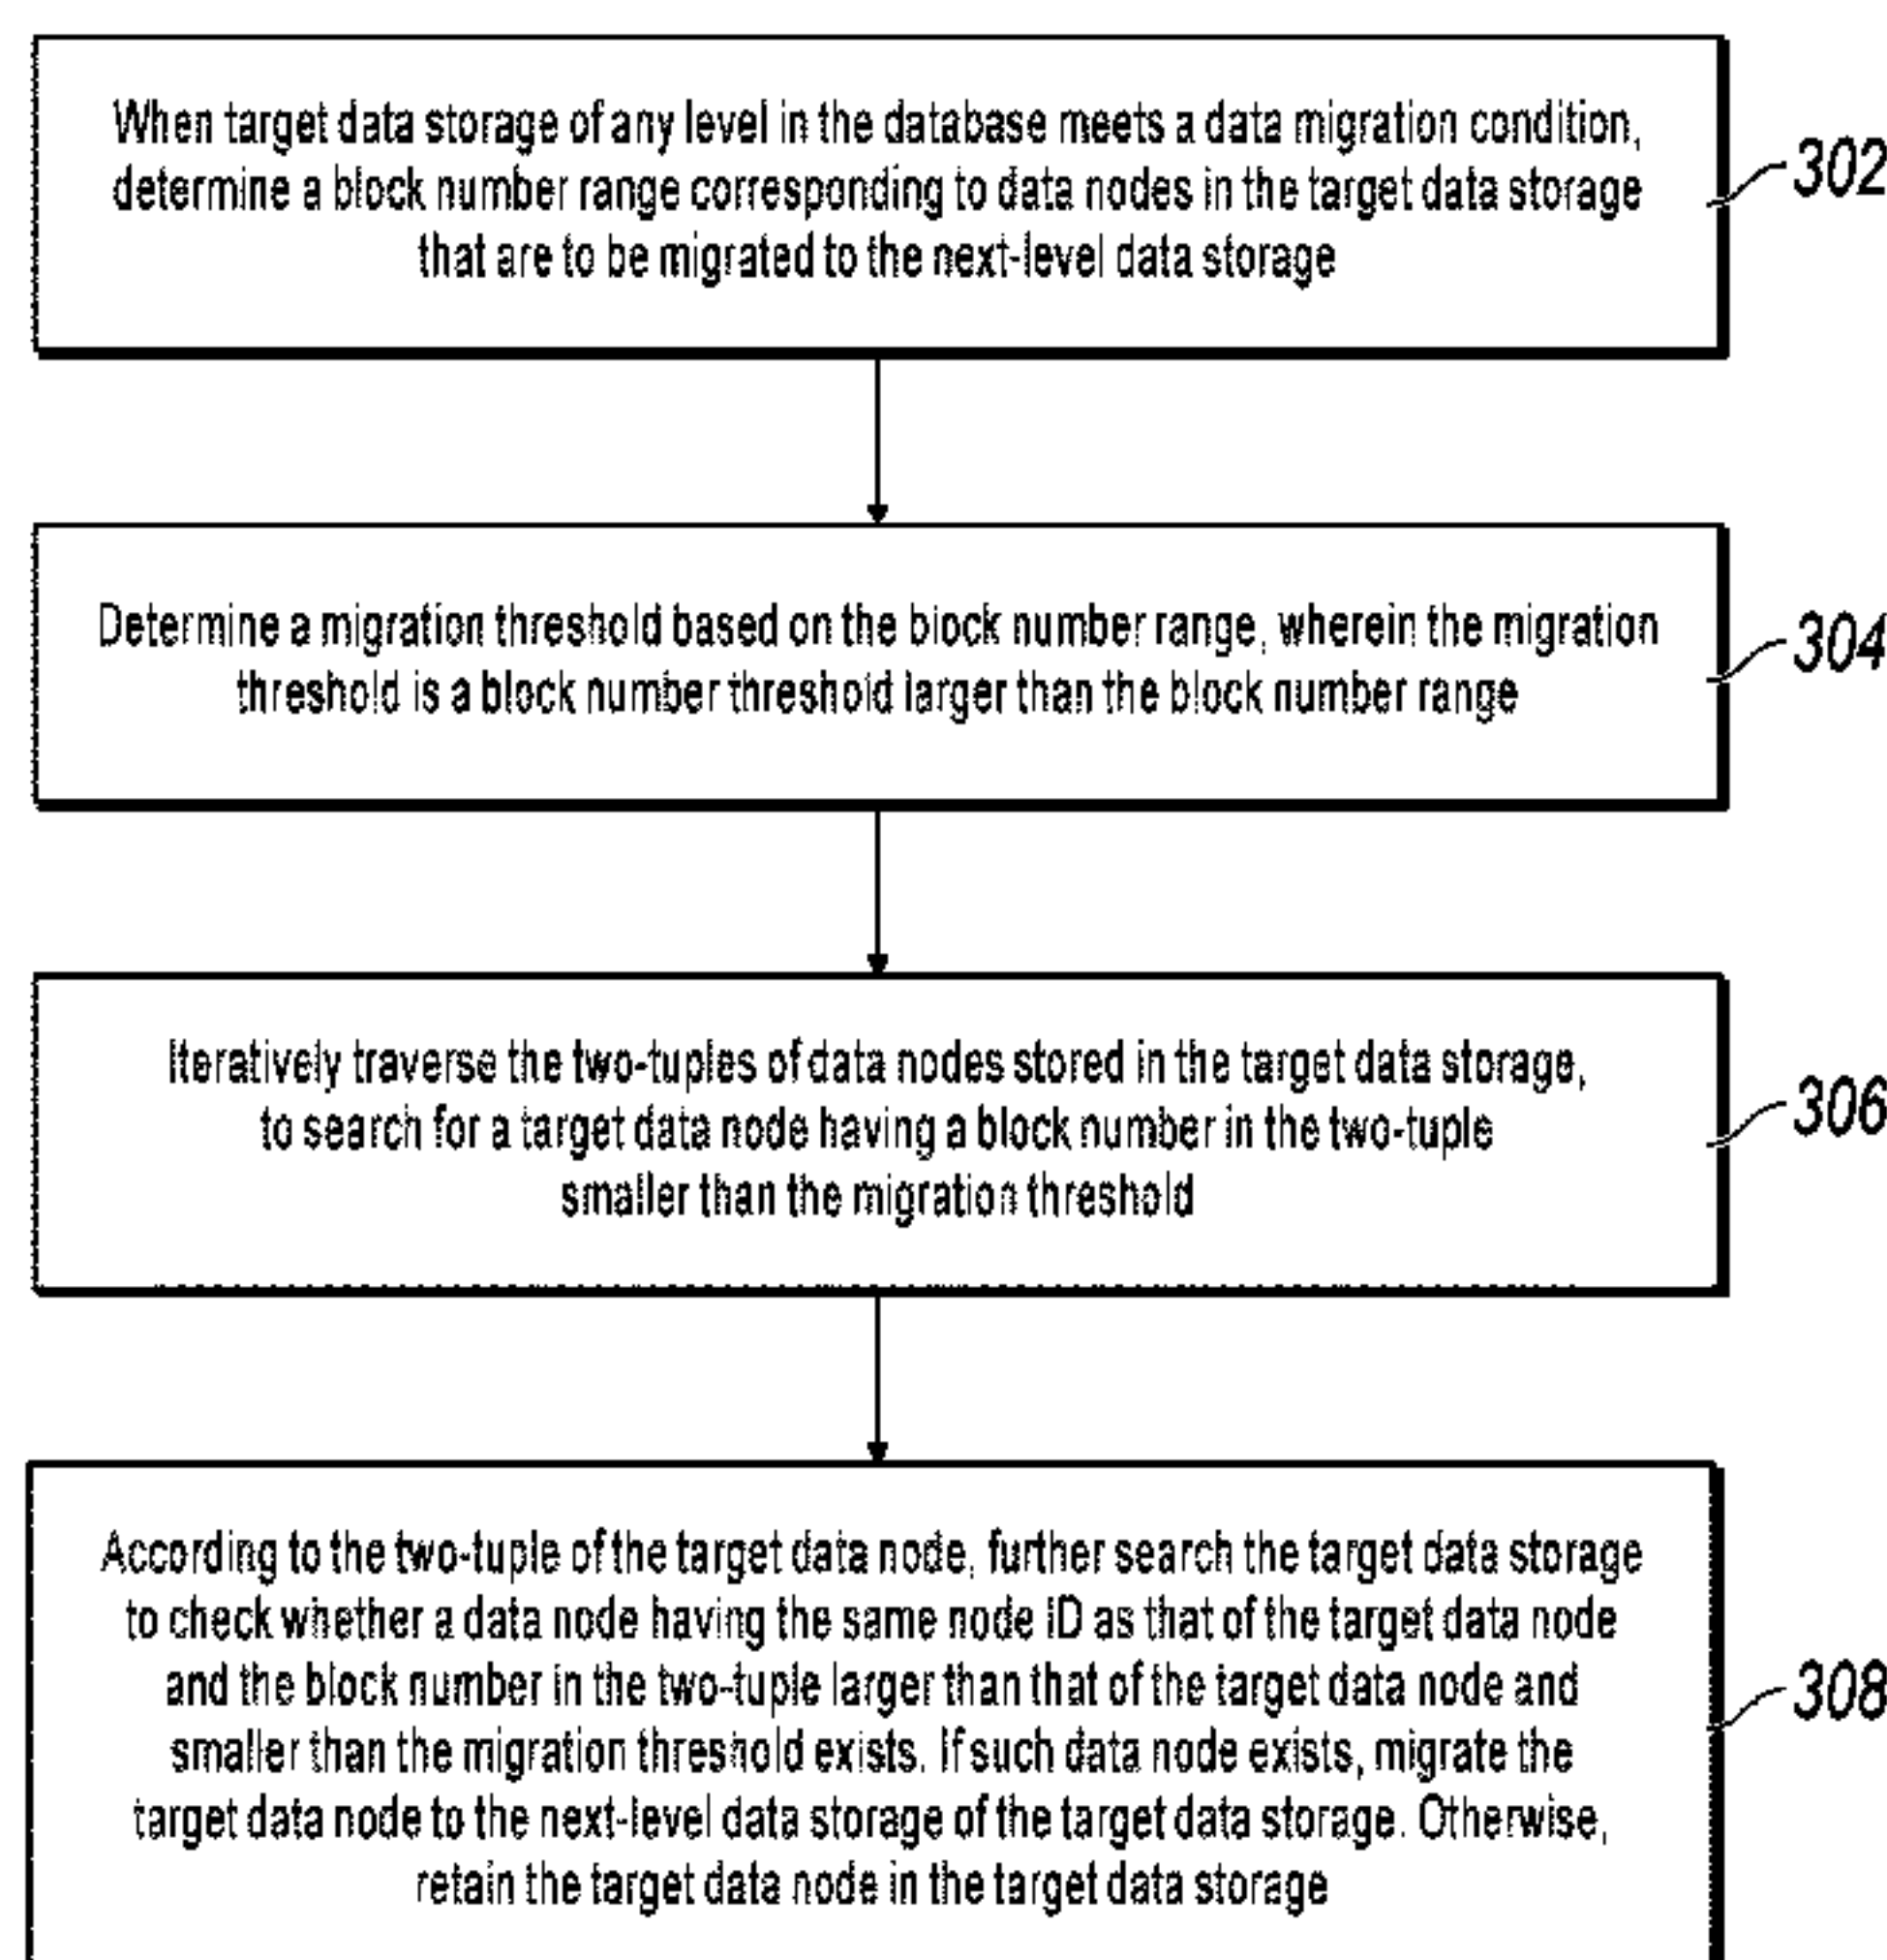 When target data storage of any level in the database meets a data migration condition,
determine a block number range corresponding to data nodes in the target data storage
that are to be migrated to the next-level data storage
302
Determine a migration threshold based on the block number range, wherein the migration
threshold is a block number threshold larger than the block number range
304
Iteratively traverse the two-tuples of data nodes stored in the target data storage,
to search for a target data node having a block number in the two-tuple
smaller than the migration threshold
306
According to the two-tuple of the target data node, further search the target data storage
to check whether a data node having the same node ID as that of the target data node
and the block number in the two-tuple larger than that of the target data node and
smaller than the migration threshold exists. If such data node exists, migrate the
target data node to the next-level data storage of the target data storage. Otherwise,
retain the target data node in the target data storage
308